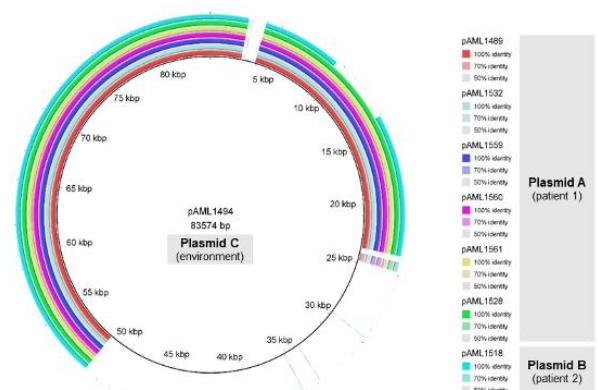 pAML1489
100% identity
70% identity
50% identity
pAML1532
100% identity
70% identity
50% identity
pAML1559
100% identity
70% identity
50% identity
pAML1560
100% identity
70% identity
50% identity
pAML1561
100% identity
70% identity
50% identity
pAML1528
100% identity
70% identity
50% identity
pAML1518
100% identity
70% identity
50% identity
Plasmid A
(patient 1)
Plasmid B
(patient 2)
80 kbp
5 kbp
75 kbp
10 kbp
70 kbp
15 kbp
65 kbp
20 kbp
pAML1494
83574 bp
Plasmid C
(environment)
60 kbp
25 kbp
55 kbp
30 kbp
50 kbp
35 kbp
45 kbp
40 kbp